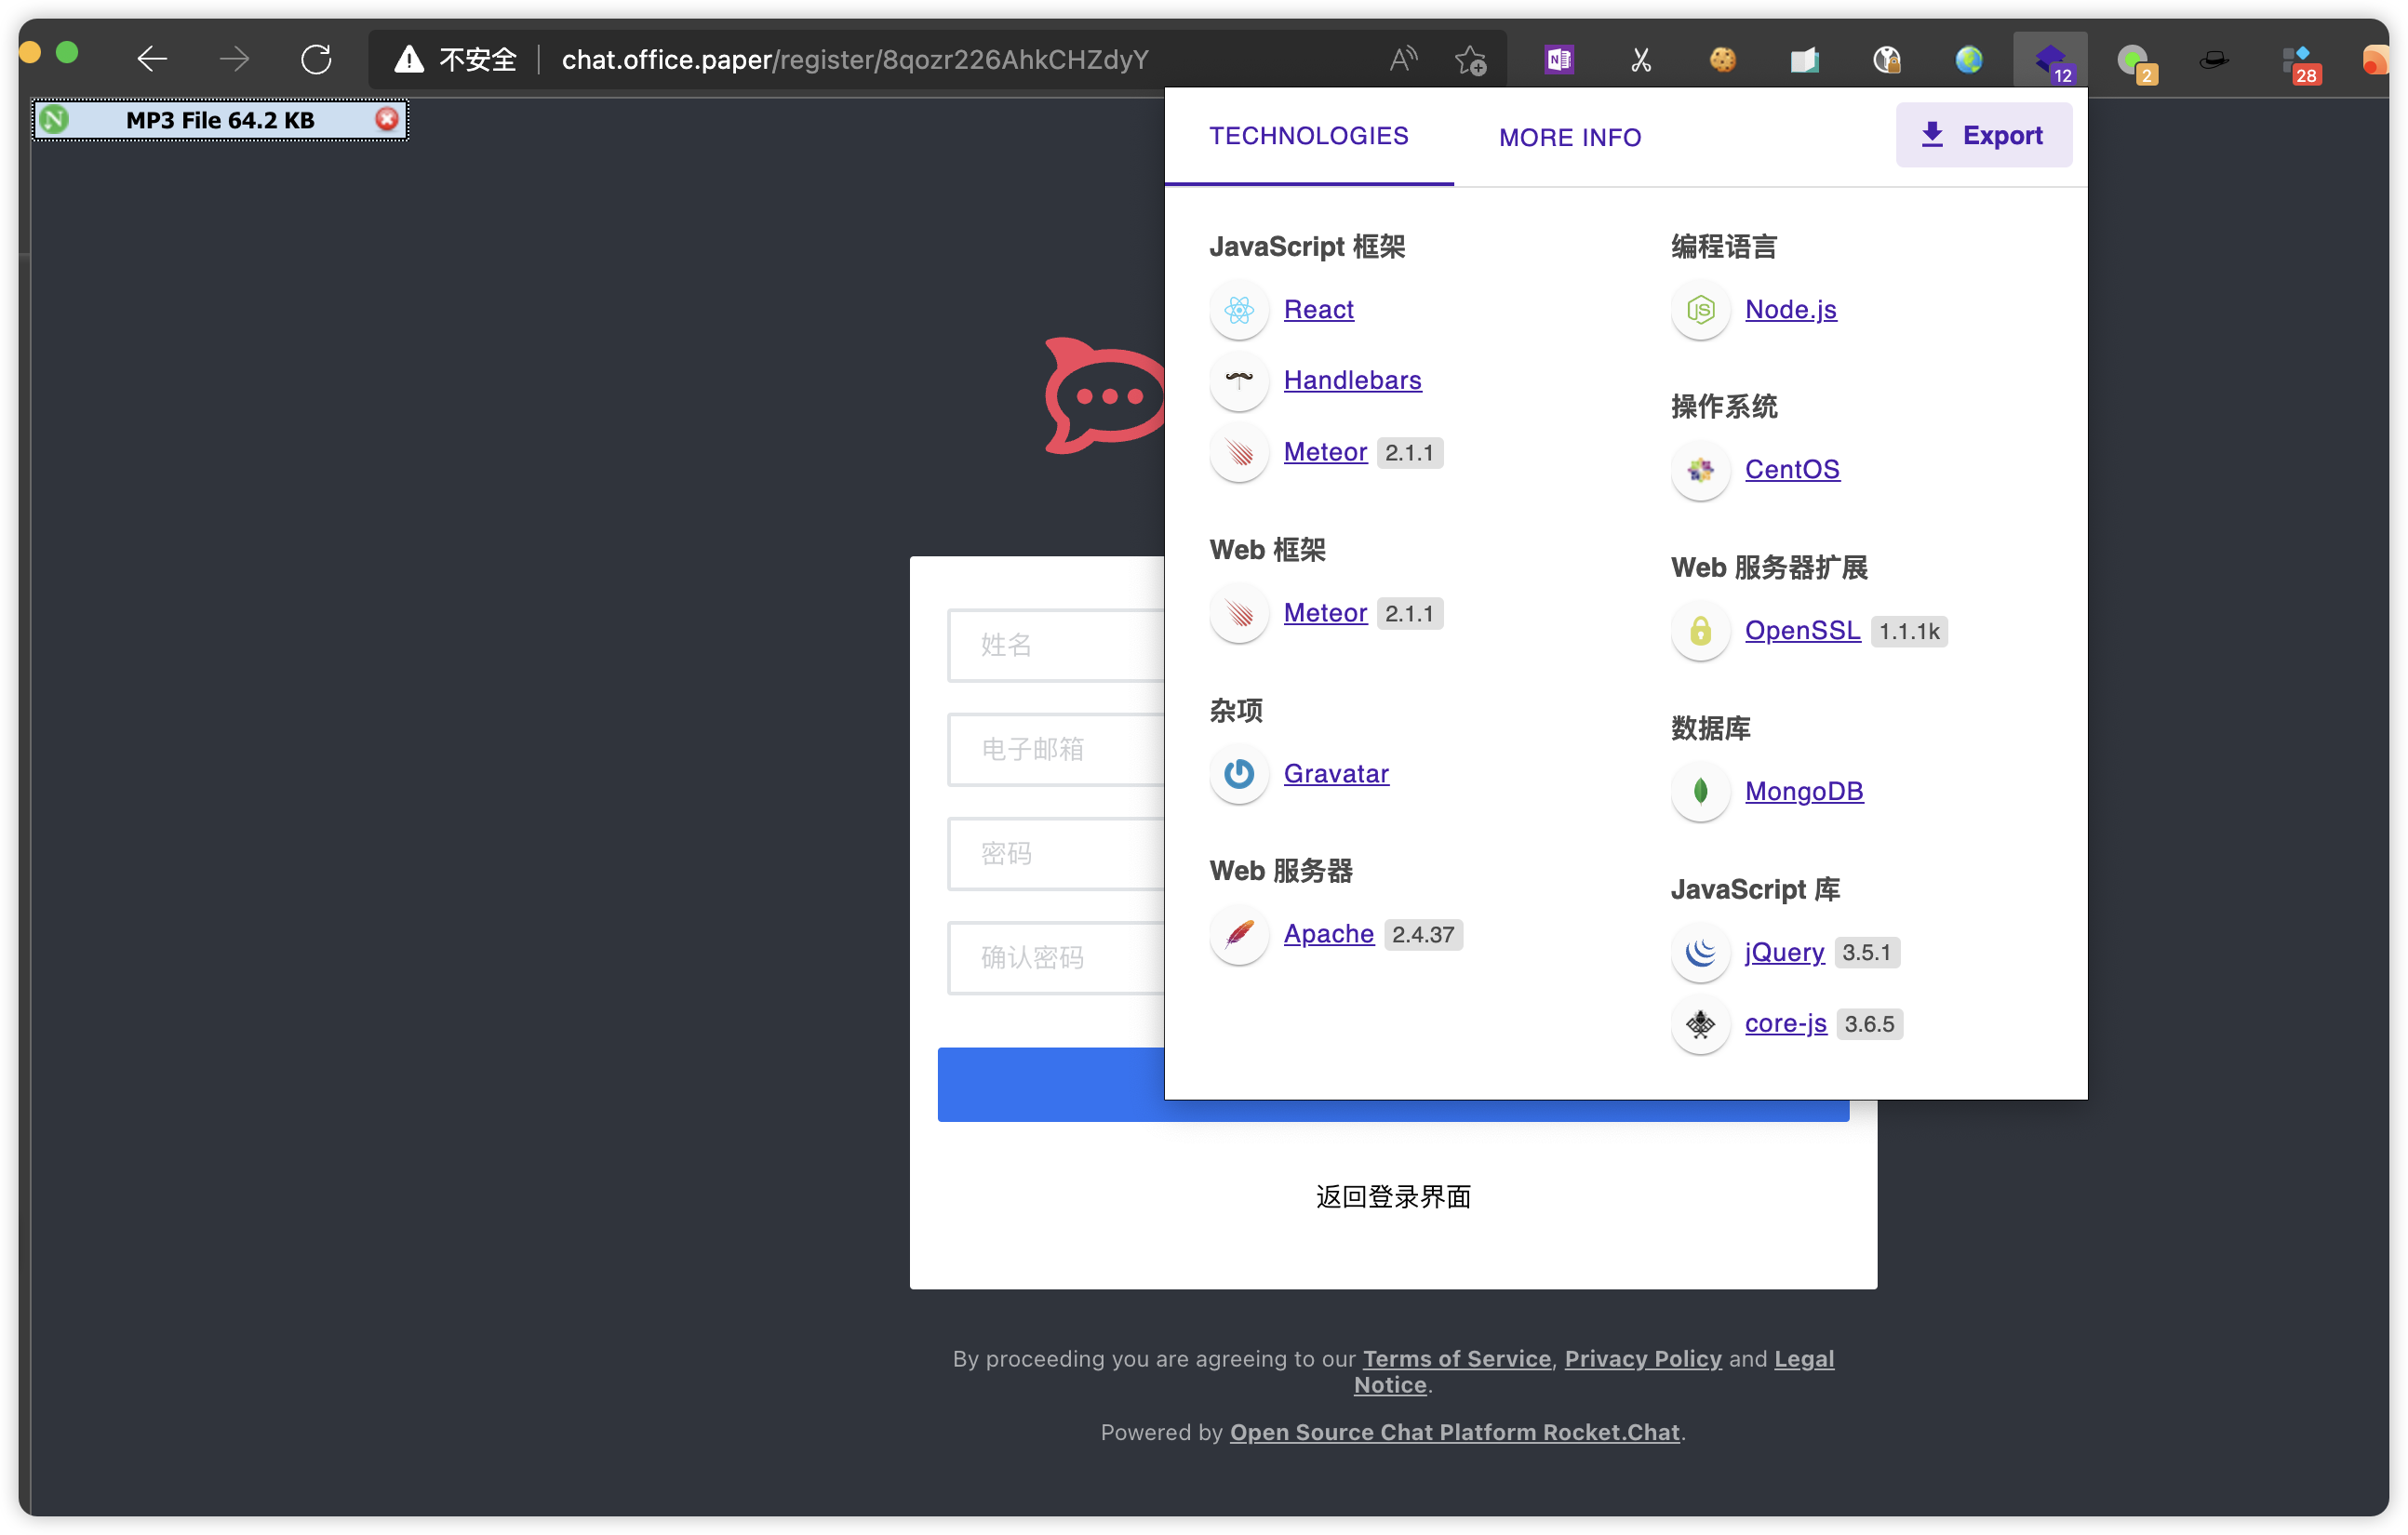 不安全 chat.office.paper/register/8qozr226AhkCHZdyY
12
2
28
MP3 File 64.2 KB
TECHNOLOGIES
MORE INFO
Export
JavaScript 框架
React
Handlebars
Meteor 2.1.1
Web 框架
Meteor 2.1.1
杂项
Gravatar
Web 服务器
Apache 2.4.37
编程语言
Node.js
操作系统
CentOS
Web 服务器扩展
OpenSSL 1.1.1k
数据库
MongoDB
JavaScript 库
jQuery 3.5.1
core-js 3.6.5
姓名
电子邮箱
密码
确认密码
返回登录界面
By proceeding you are agreeing to our Terms of Service, Privacy Policy and Legal
Notice.
Powered by Open Source Chat Platform Rocket.Chat.